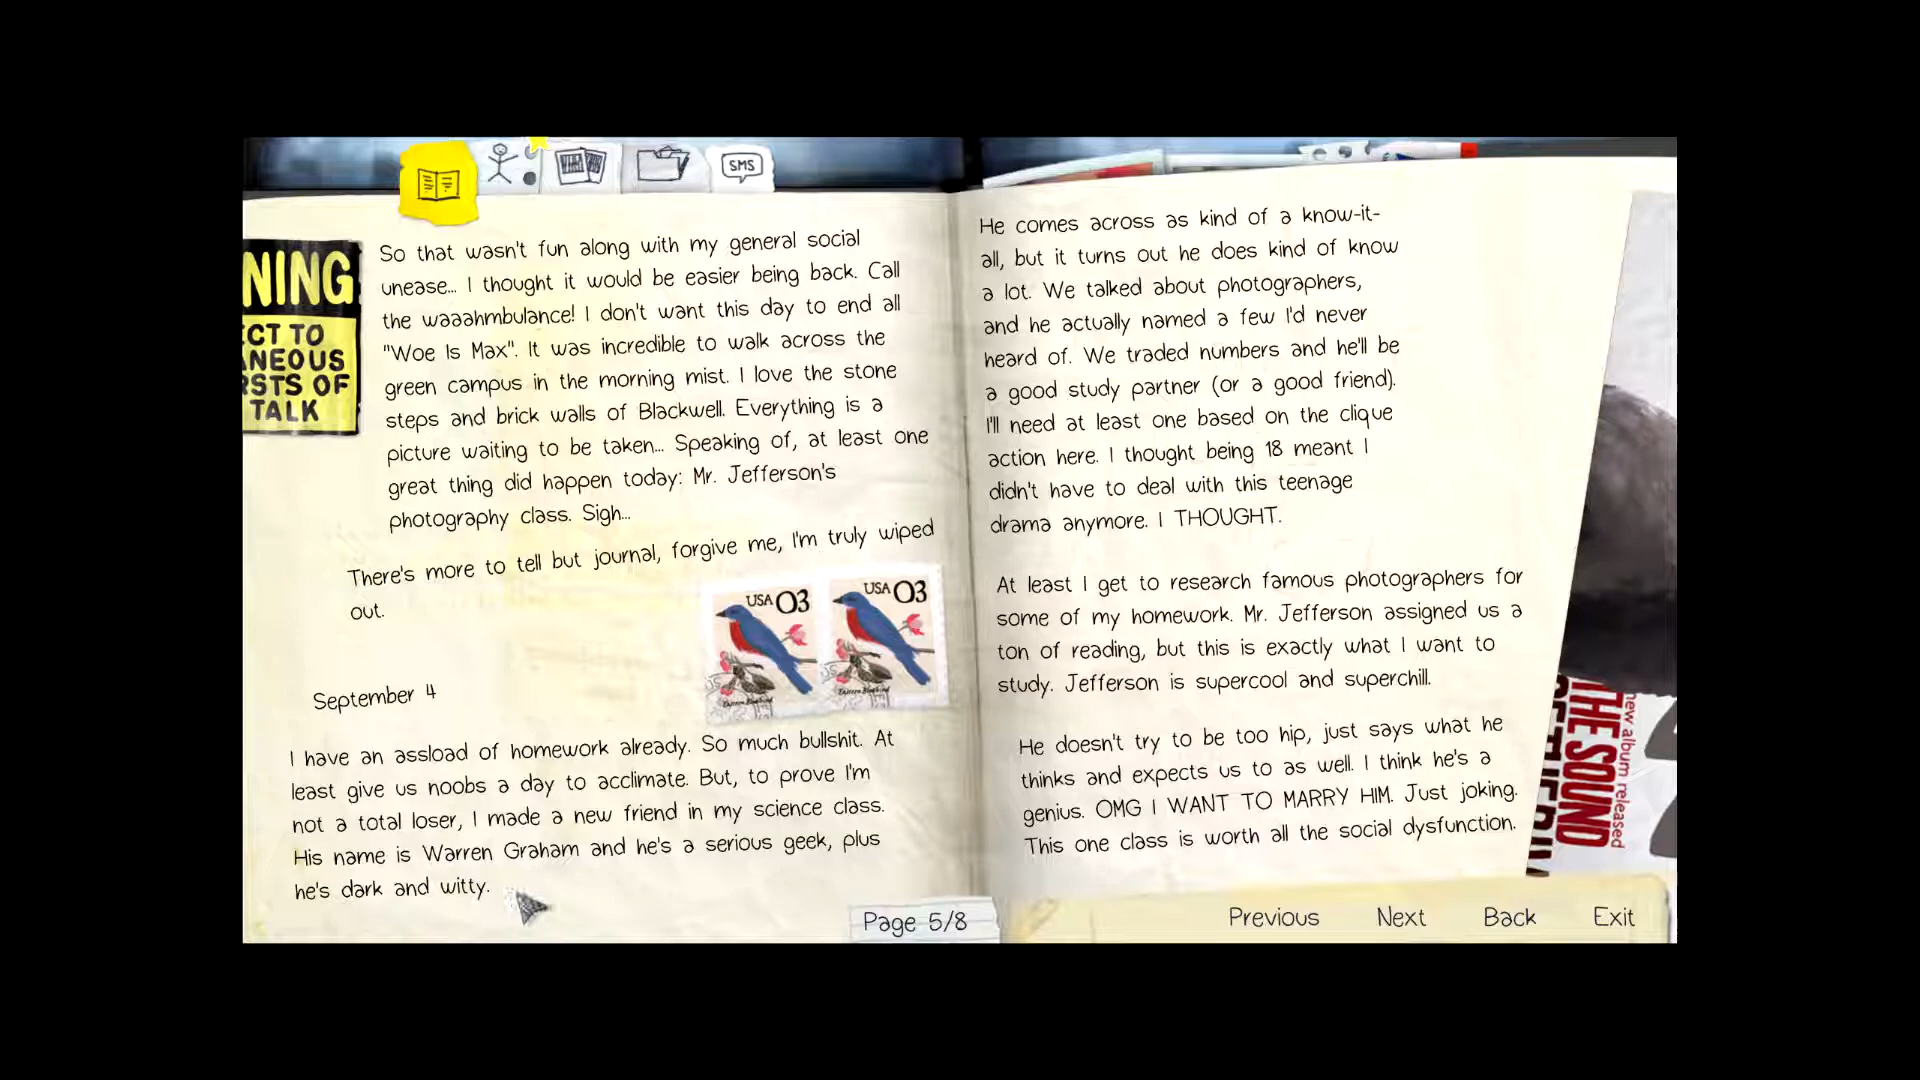 SMS
NING
CT TO
ANEOUS
RSTS OF
TALK
So that wasn't fun along with my general social
unease... I thought it would be easier being back. Call
the waaahmbulance! I don't want this day to end all
"Woe Is Max". It was incredible to walk across the
green campus in the morning mist. I love the stone
steps and brick walls of Blackwell. Everything is a
picture waiting to be taken... Speaking of, at least one
great thing did happen today: Mr. Jefferson's
photography class. Sigh...
There's more to tell but journal, forgive me, I'm truly wiped
out.
USA 03
USA 03
Eastern Bluebird
Eastern Bluebird
September 4
I have an assload of homework already. So much bullshit. At
least give us noobs a day to acclimate. But, to prove I'm
not a total loser, I made a new friend in my science class.
His name is Warren Graham and he's a serious geek, plus
he's dark and witty.
He comes across as kind of a know-it-
all, but it turns out he does kind of know
a lot. We talked about photographers,
and he actually named a few I'd never
heard of. We traded numbers and he'll be
a good study partner (or a good friend).
I'll need at least one based on the clique
action here. I thought being 18 meant I
didn't have to deal with this teenage
drama anymore. I THOUGHT.
At least I get to research famous photographers for
some of my homework. Mr. Jefferson assigned us a
ton of reading, but this is exactly what I want to
study. Jefferson is supercool and superchill.
He doesn't try to be too hip, just says what he
thinks and expects us to as well. I think he's a
genius. OMG I WANT TO MARRY HIM. Just joking.
This one class is worth all the social dysfunction.
new album released
THE SOUND
Page 5/8
Previous
Next
Back
Exit